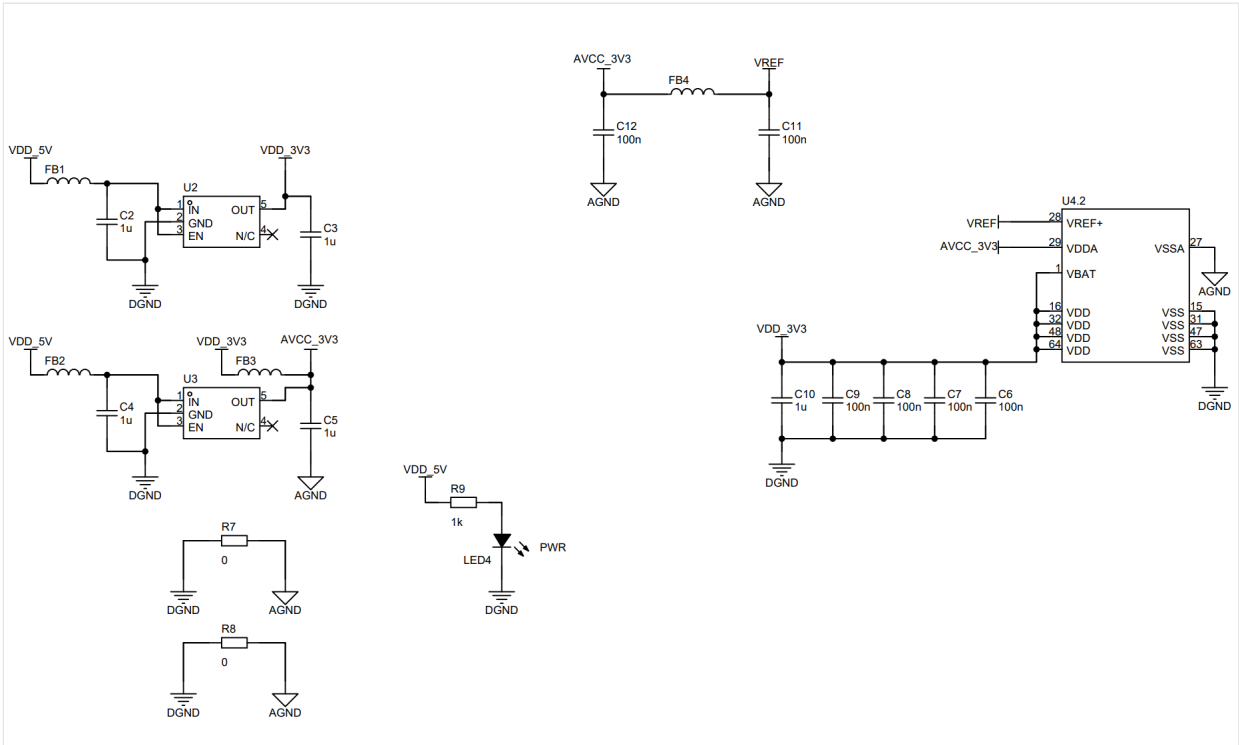 AVCC_3V3
VREF
FB4
C12
100n
C11
100n
AGND
AGND
VDD_5V
FB1
C2
1u
DGND
U2
1
IN
2
GND
3
EN
OUT
5
N/C
4
VDD_3V3
C3
1u
DGND
VDD_5V
FB2
C4
1u
DGND
U3
1
IN
2
GND
3
EN
OUT
5
N/C
4
VDD_3V3
FB3
AVCC_3V3
C5
1u
AGND
R7
0
DGND
AGND
R8
0
DGND
AGND
VDD_5V
R9
1k
LED4
PWR
DGND
VDD_3V3
C10
1u
C9
100n
C8
100n
C7
100n
C6
100n
DGND
U4.2
VREF
28
VREF+
AVCC_3V3
29
VDDA
1
VBAT
16
VDD
32
VDD
48
VDD
64
VDD
VSSA
27
AGND
VSS
15
VSS
31
VSS
47
VSS
63
DGND